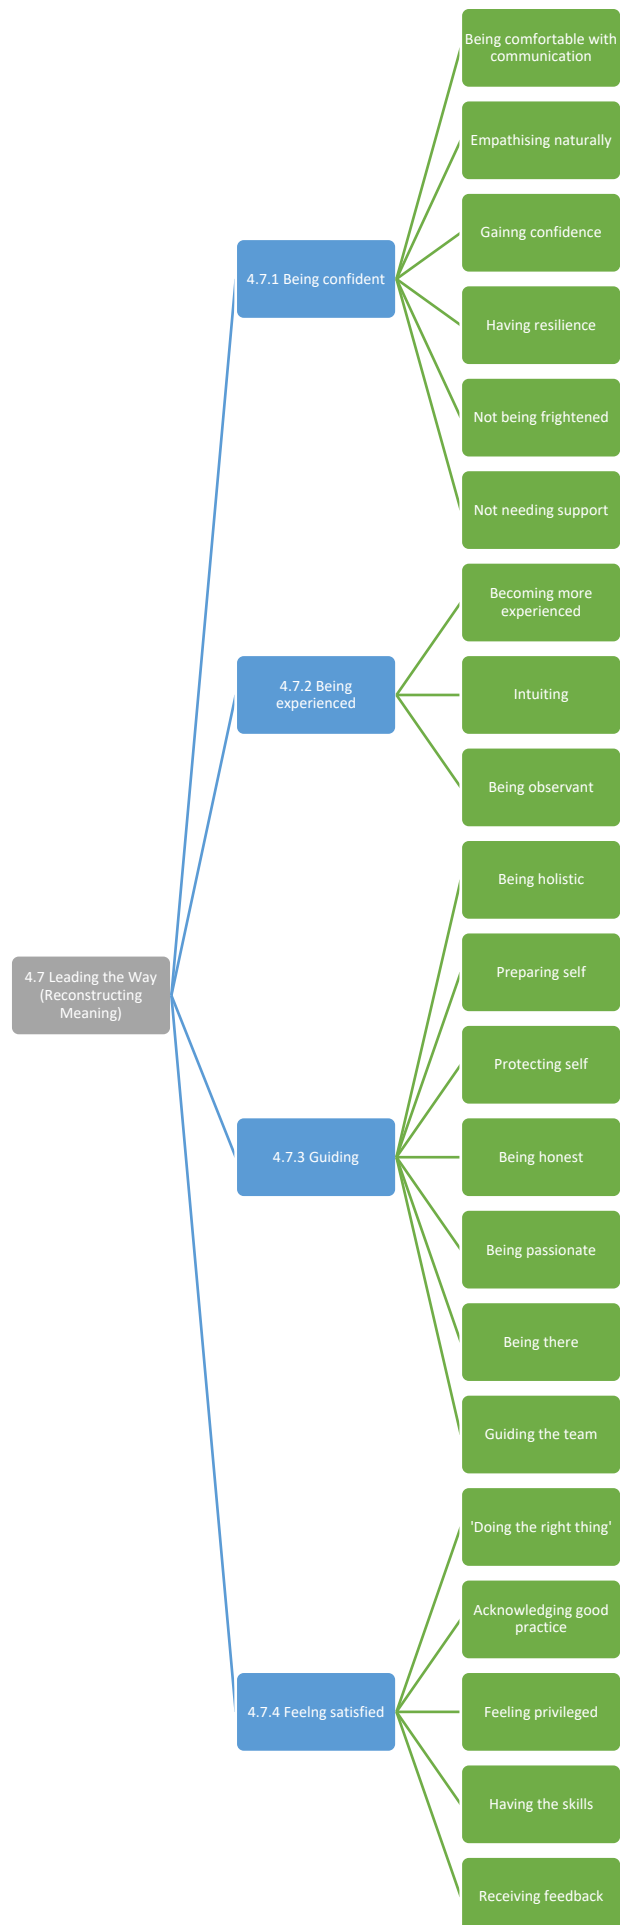 Being comfortable with
communication
Empathising naturally
Gainng confidence
4.7.1 Being confident
Having resilience
Not being frightened
Not needing support
Becoming more
experienced
4.7.2 Being
experienced
Intuiting
Being observant
Being holistic
4.7 Leading the Way
(Reconstructing
Meaning)
Preparing self
Protecting self
4.7.3 Guiding
Being honest
Being passionate
Being there
Guiding the team
'Doing the right thing'
Acknowledging good
practice
4.7.4 Feelng satisfied
Feeling privileged
Having the skills
Receiving feedback